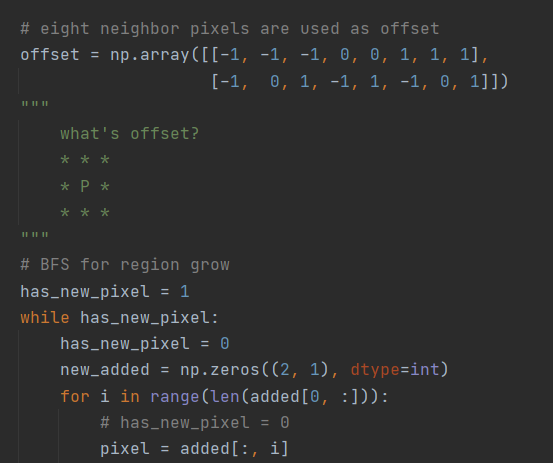 # eight neighbor pixels are used as offset
offset = np.array([[-1, -1, -1, 0, 0, 1, 1, 1],
                   [-1,  0, 1, -1, 1, -1, 0, 1]])
"""
    what's offset?
    * * *
    * P *
    * * *
"""
# BFS for region grow
has_new_pixel = 1
while has_new_pixel:
    has_new_pixel = 0
    new_added = np.zeros((2, 1), dtype=int)
    for i in range(len(added[0, :])):
        # has_new_pixel = 0
        pixel = added[:, i]